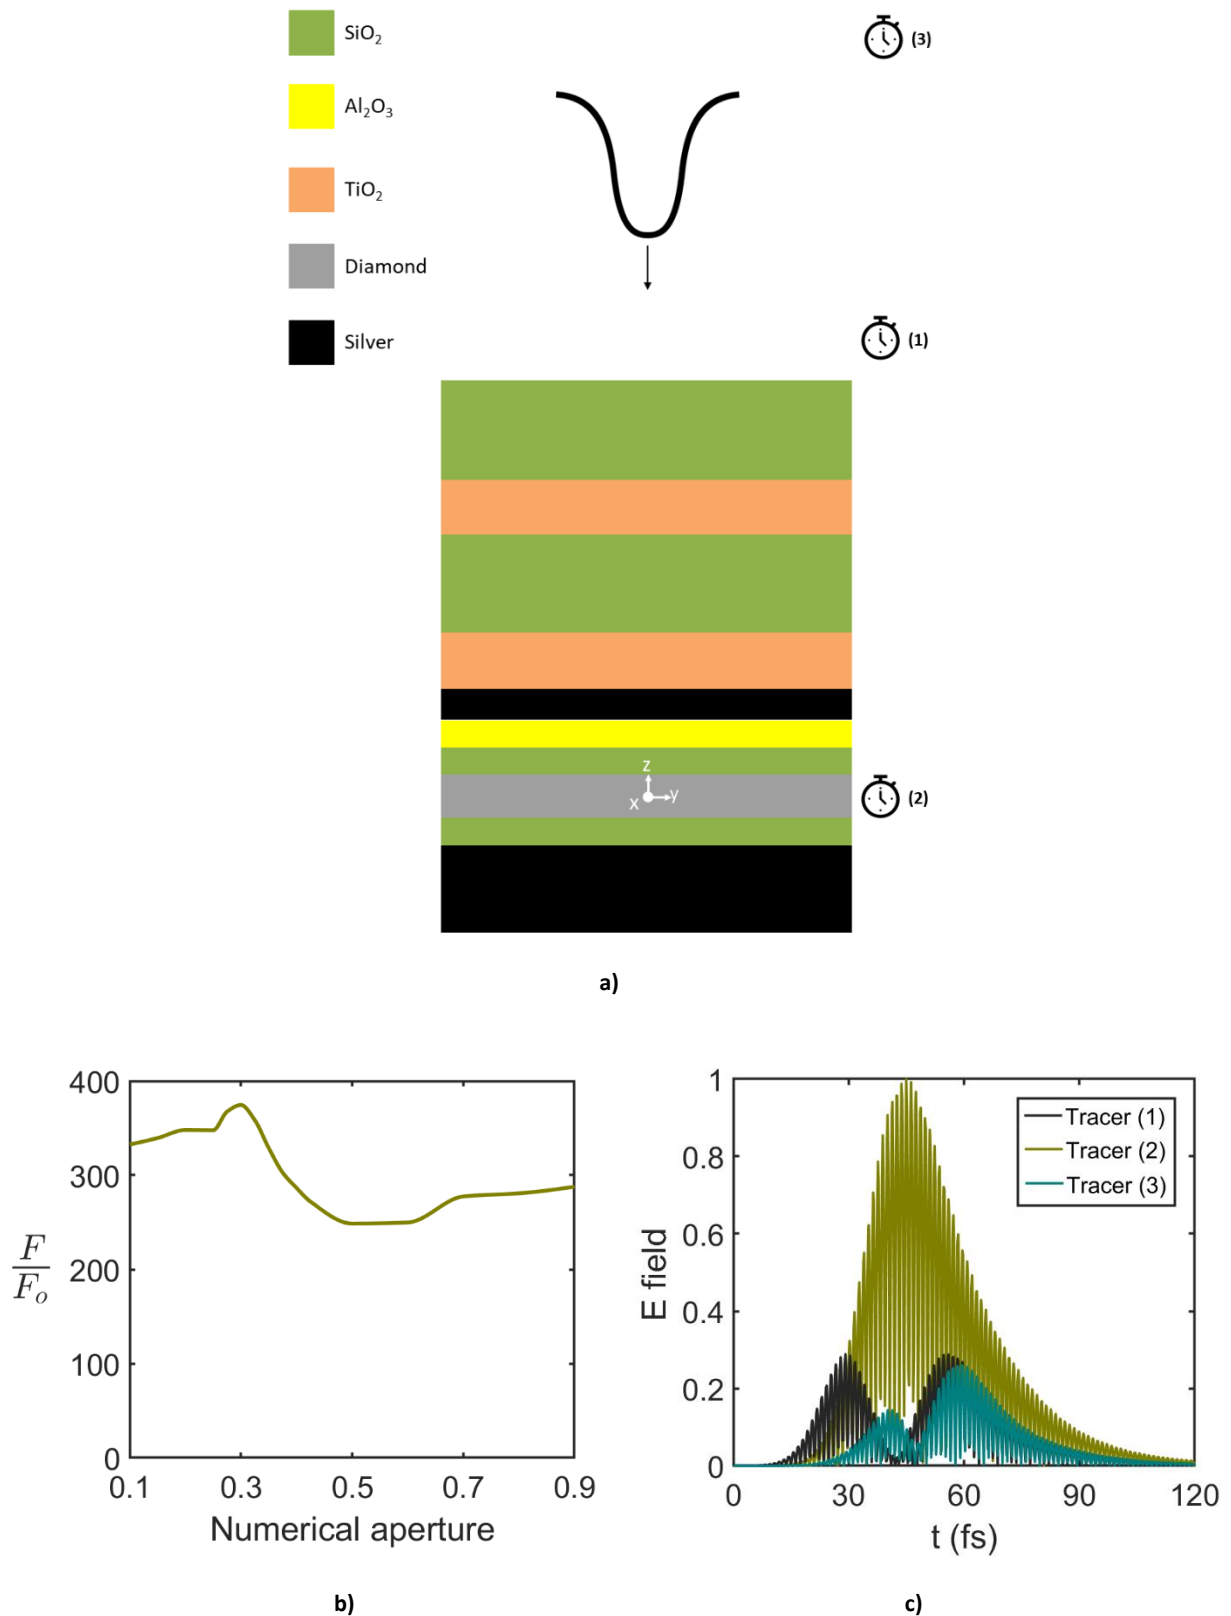 SiO₂
(3)
Al₂O₃
TiO₂
Diamond
Silver
(1)
z
x
y
(2)
a)
400
300
200
100
0
F
Fₒ
0.1 0.3 0.5 0.7 0.9
Numerical aperture
b)
1
0.8
0.6
0.4
0.2
0
E field
Tracer (1)
Tracer (2)
Tracer (3)
0 30 60 90 120
t (fs)
c)